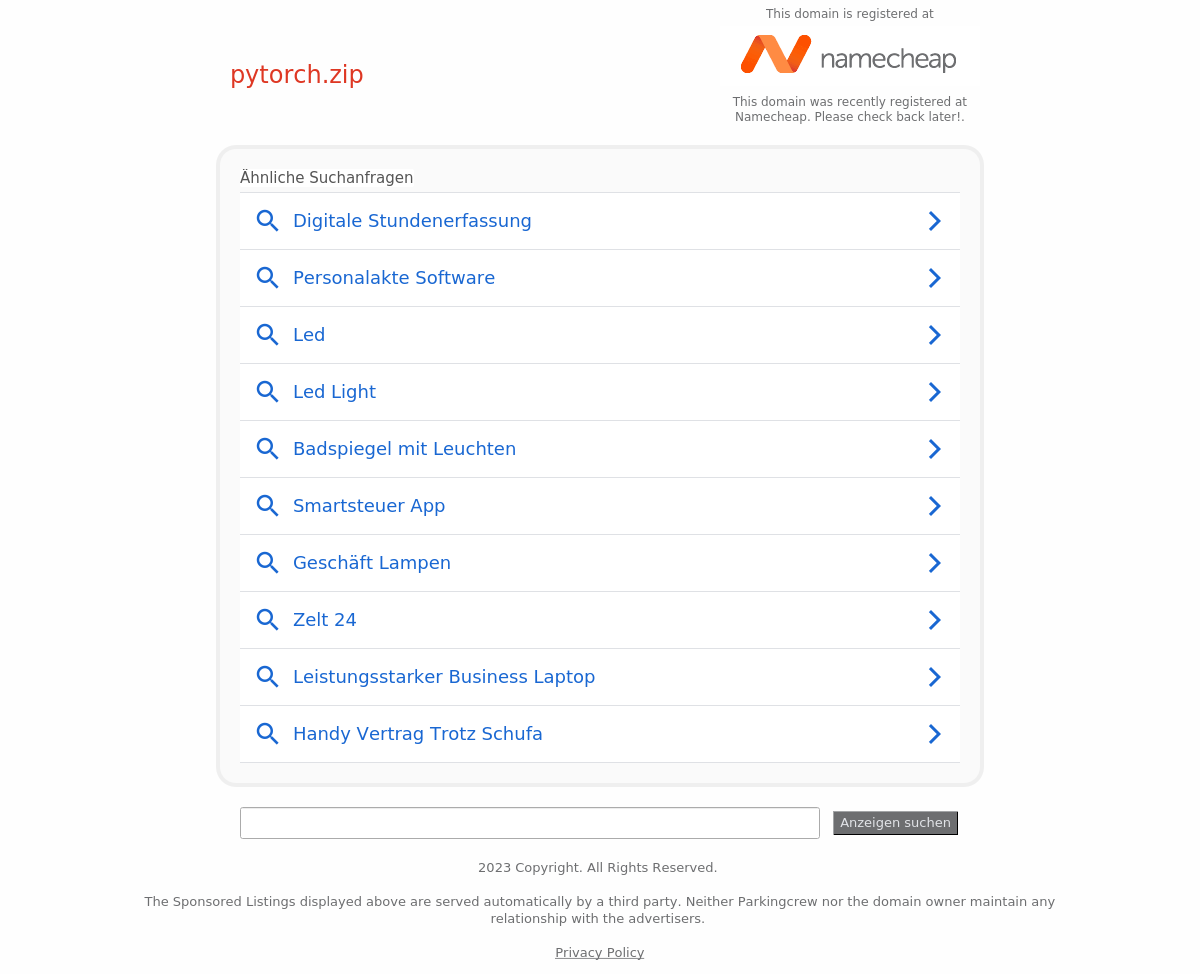 This domain is registered at
namecheap
pytorch.zip
This domain was recently registered at
Namecheap. Please check back later!.
Ähnliche Suchanfragen
Digitale Stundenerfassung
Personalakte Software
Led
Led Light
Badspiegel mit Leuchten
Smartsteuer App
Geschäft Lampen
Zelt 24
Leistungsstarker Business Laptop
Handy Vertrag Trotz Schufa
Anzeigen suchen
2023 Copyright. All Rights Reserved.
The Sponsored Listings displayed above are served automatically by a third party. Neither Parkingcrew nor the domain owner maintain any
relationship with the advertisers.
Privacy Policy